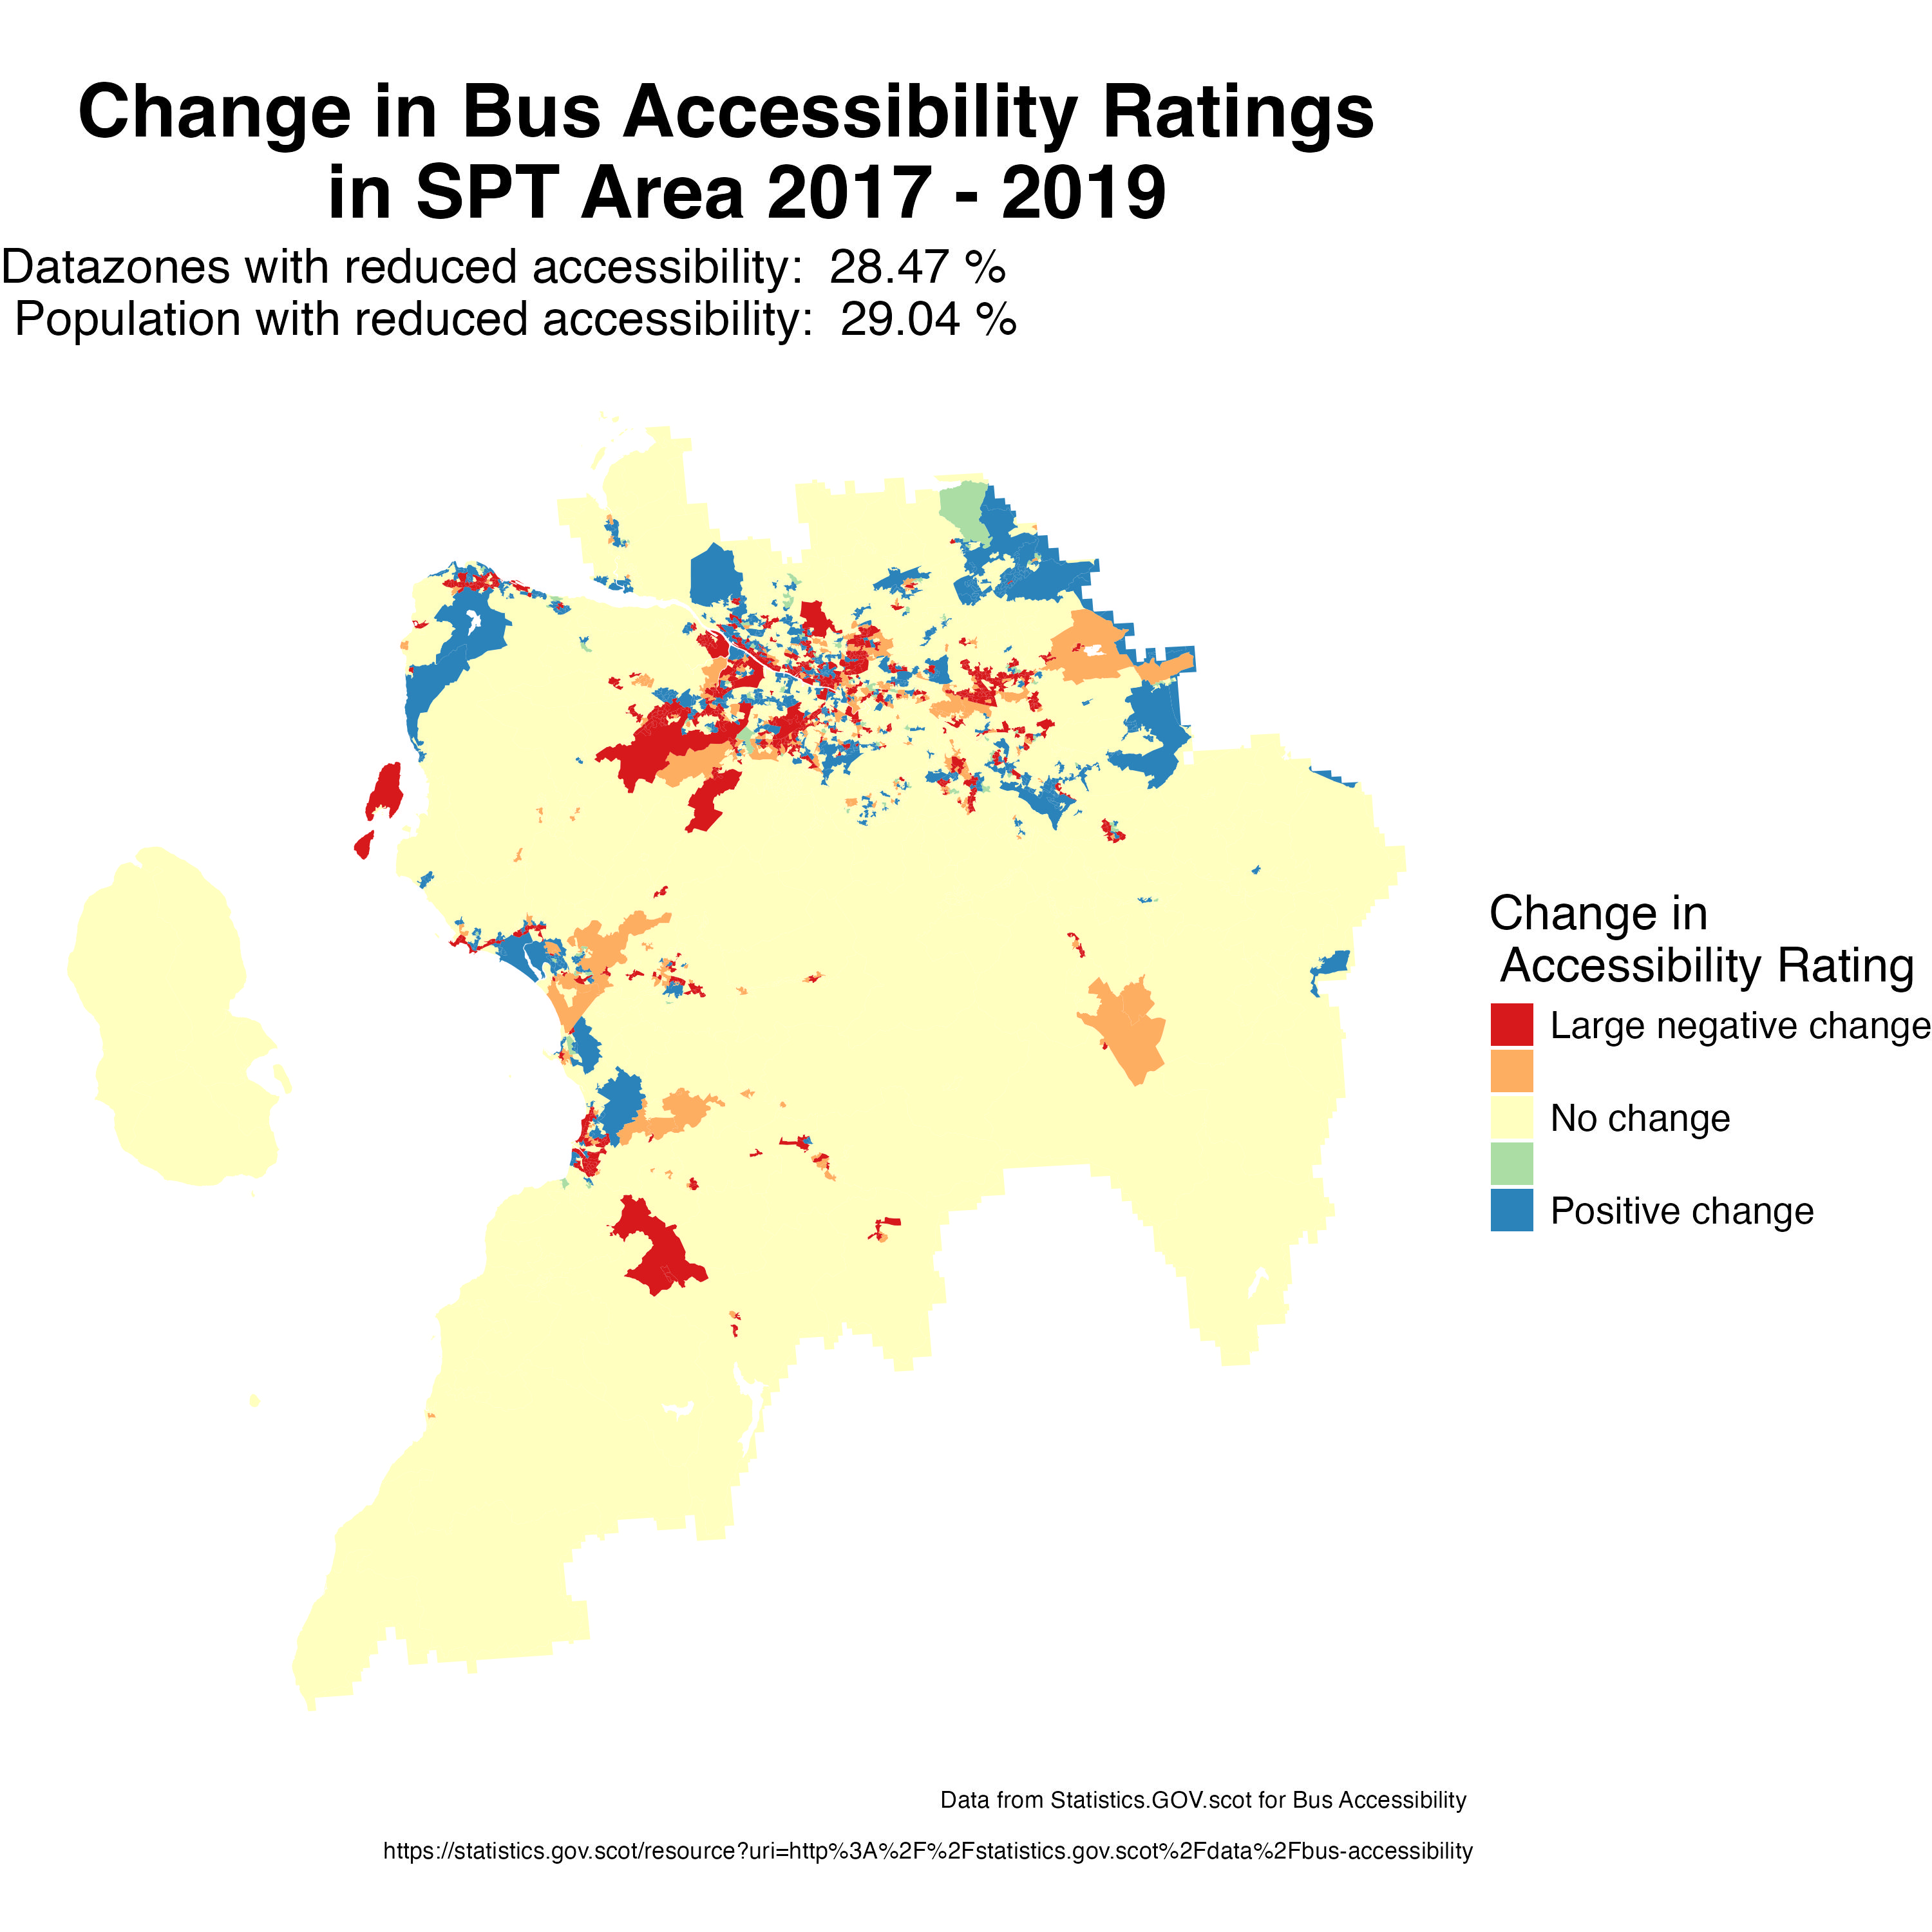 Change in Bus Accessibility Ratings
in SPT Area 2017 - 2019
Datazones with reduced accessibility:  28.47 %
Population with reduced accessibility:  29.04 %
Change in
Accessibility Rating
Large negative change
No change
Positive change
Data from Statistics.GOV.scot for Bus Accessibility
https://statistics.gov.scot/resource?uri=http%3A%2F%2Fstatistics.gov.scot%2Fdata%2Fbus-accessibility